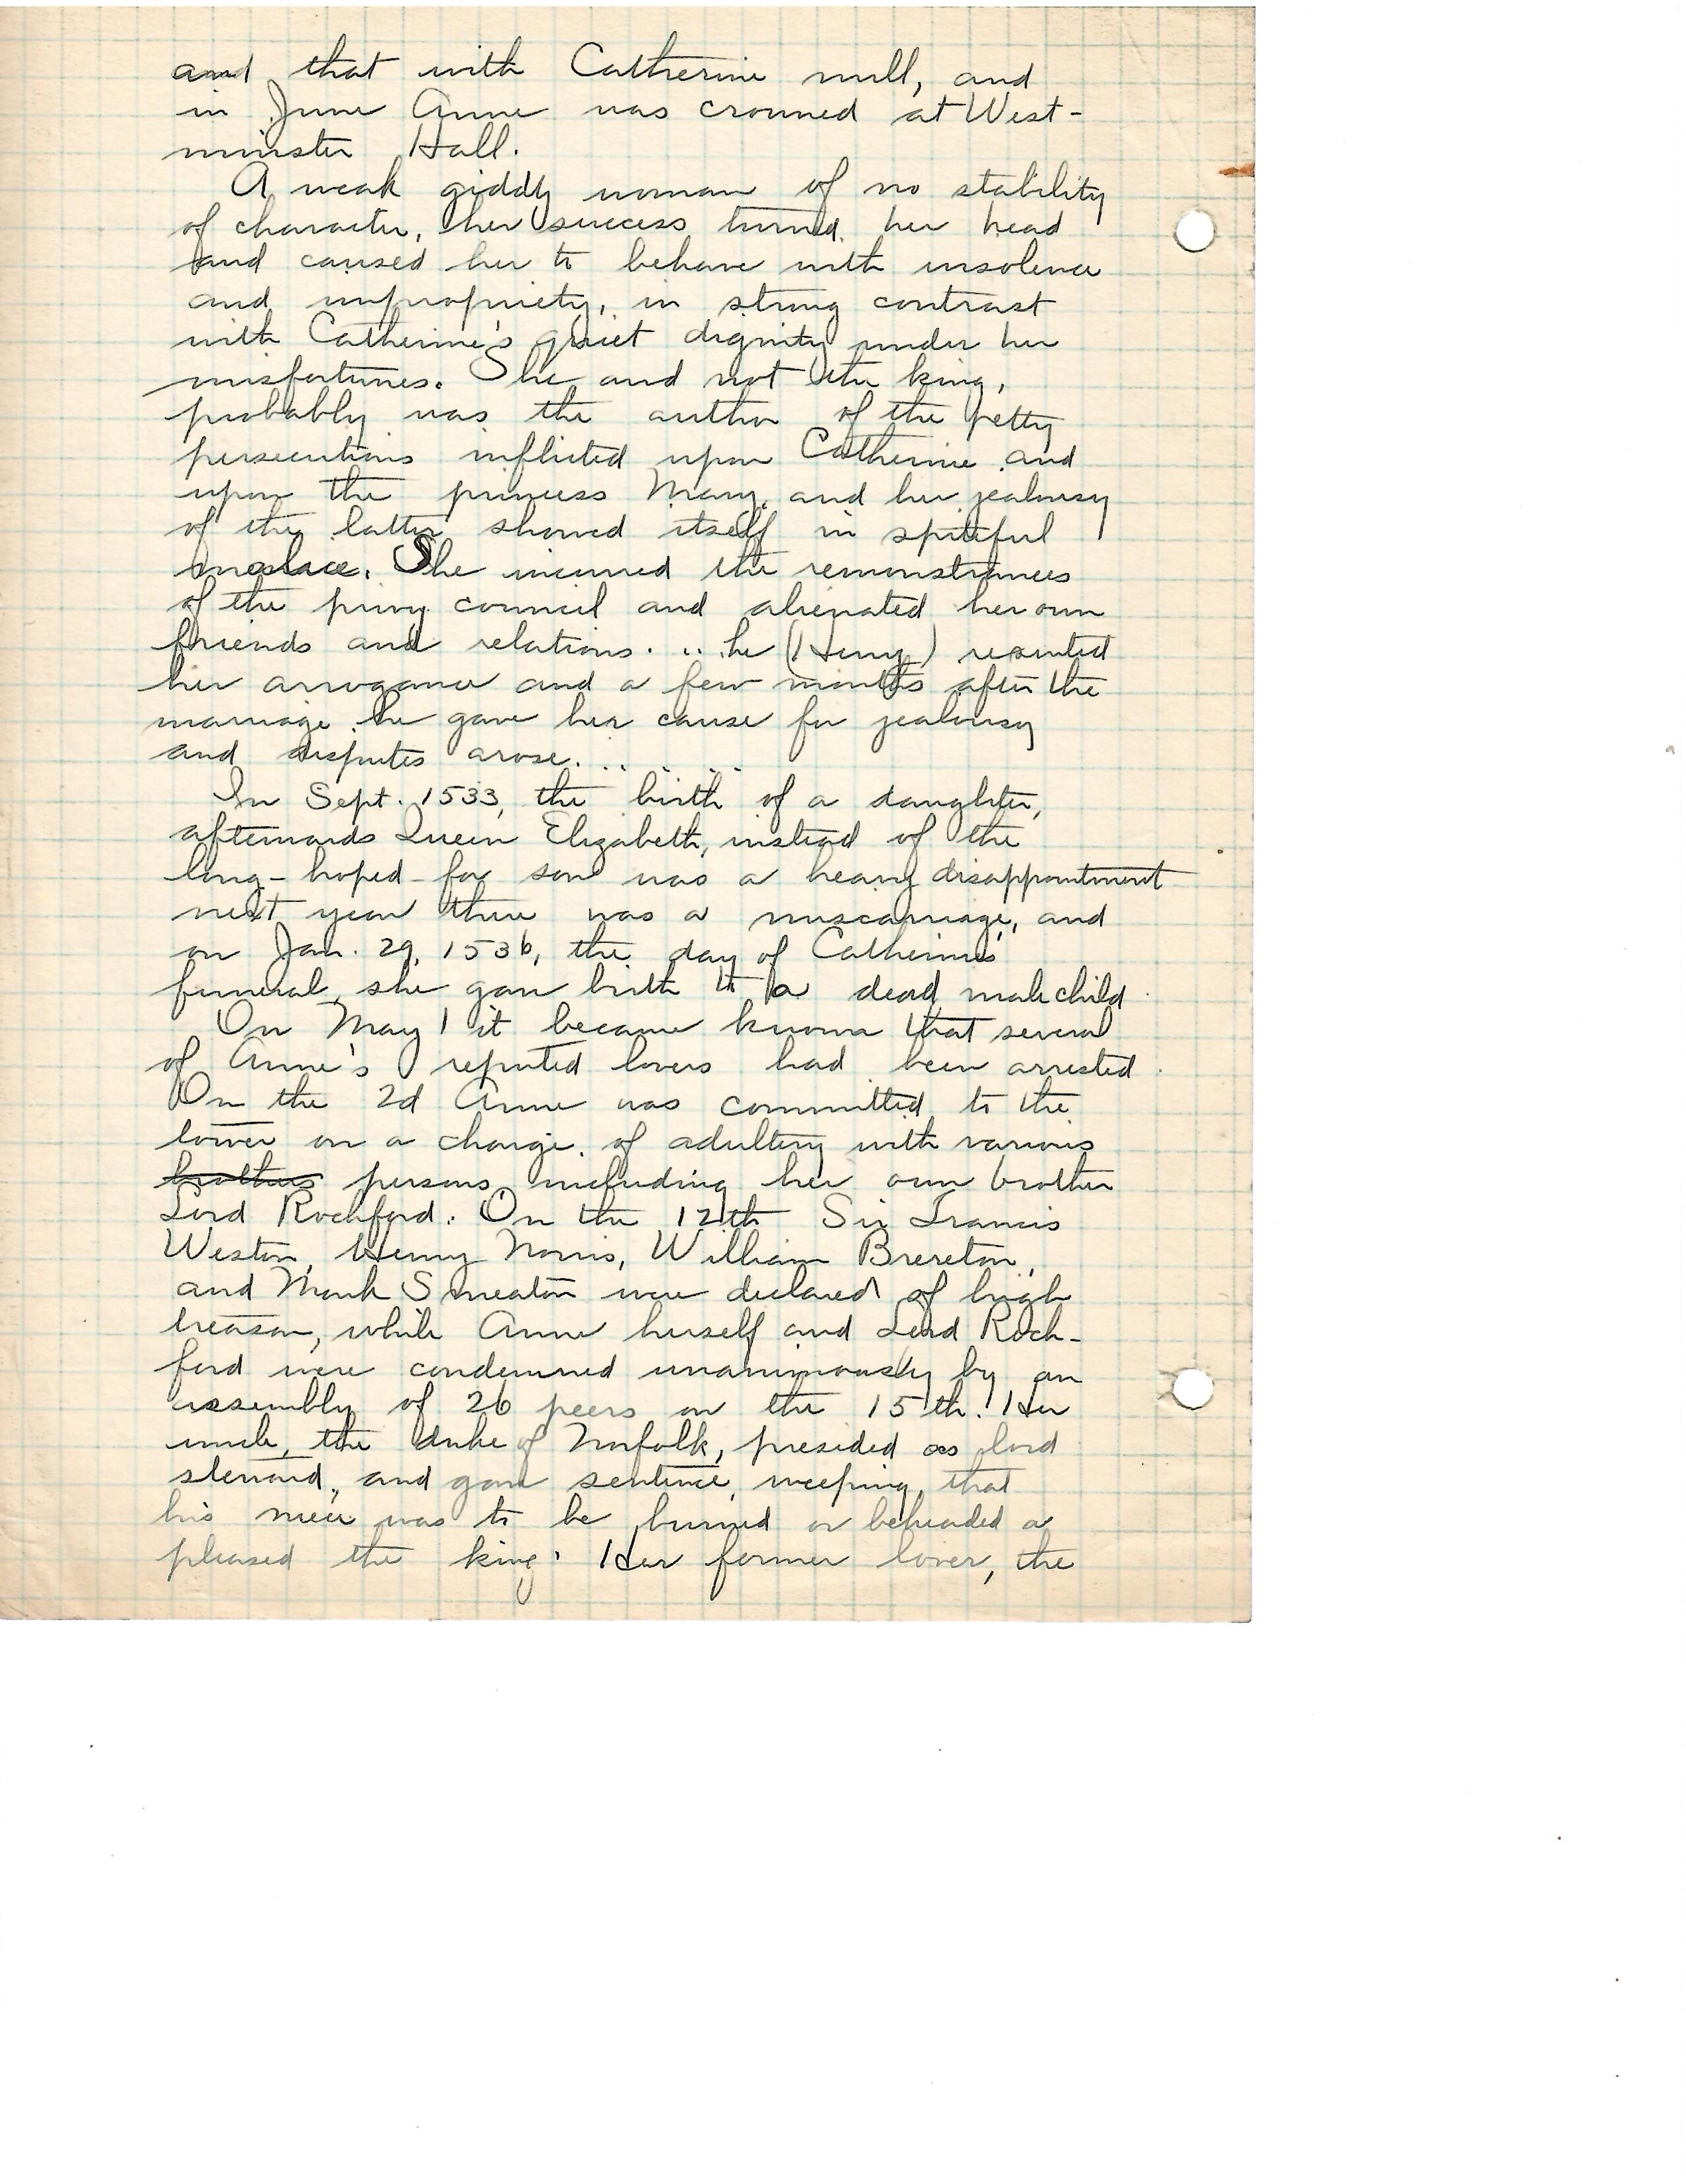 and that with Catherine null, and
in June Anne was crowned at West-
minster Hall.
A weak giddy woman of no stability
of character, her success turned her head
and caused her to behave with insolence
and impropriety, in strong contrast
with Catherine's quiet dignity under her
misfortunes. She and not the king,
probably was the author of the petty
persecutions inflicted upon Catherine and
upon the princess Mary, and her jealousy
of the latter showed itself in spiteful
malice. She incurred the remonstrances
of the privy council and alienated her own
friends and relations. .. he (Henry) resented
her arrogance and a few months after the
marriage he gave her cause for jealousy
and disputes arose. .. . . .
In Sept. 1533, the birth of a daughter,
afterwards Queen Elizabeth, instead of the
long-hoped-for son was a heavy disappointment
next year there was a miscarriage, and
on Jan. 29, 1536, the day of Catherine's
funeral, she gave birth to a dead male child.
On May 1 it became known that several
of Anne's reputed lovers had been arrested.
On the 2d Anne was committed to the
tower on a charge of adultery with various
brothers persons including her own brother
Lord Rochford. On the 12th Sir Francis
Weston, Henry Norris, William Brereton,
and Mark Smeaton were declared of high
treason, while Anne herself and Lord Roch-
ford were condemned unanimously by an
assembly of 26 peers on the 15th. Her
uncle, the duke of Norfolk, presided as lord
steward, and gave sentence, weeping, that
his niece was to be burned or beheaded a
pleased the king. Her former lover, the